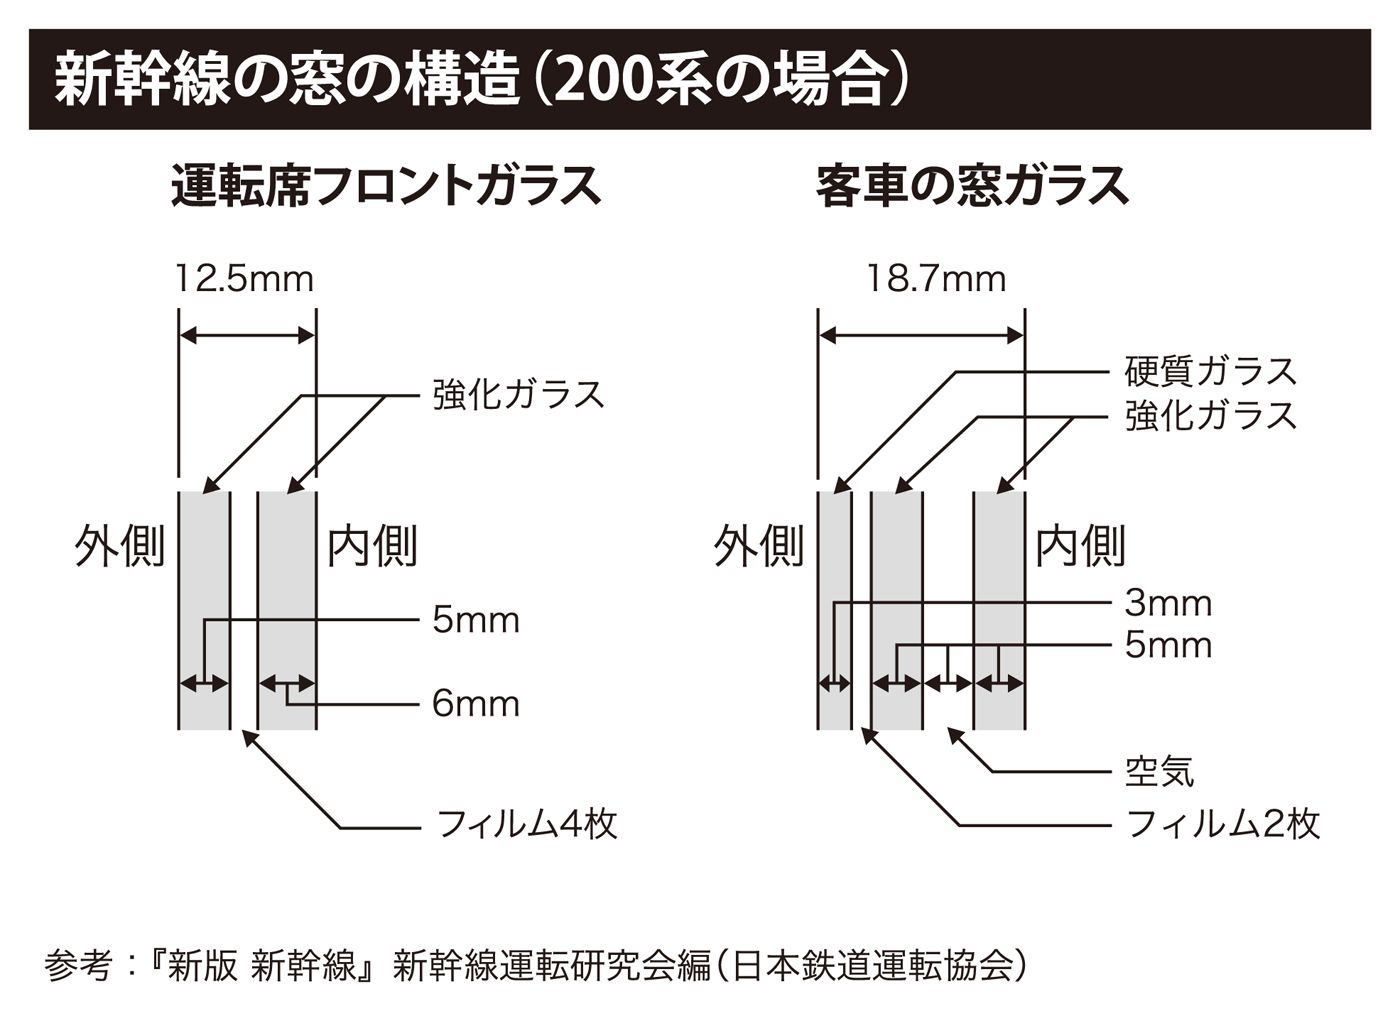 新幹線の窓の構造（200系の場合）
運転席フロントガラス
12.5mm
強化ガラス
外側
内側
5mm
6mm
フィルム4枚
客車の窓ガラス
18.7mm
硬質ガラス
強化ガラス
外側
内側
3mm
5mm
空気
フィルム2枚
参考：『新版 新幹線』新幹線運転研究会編（日本鉄道運転協会）